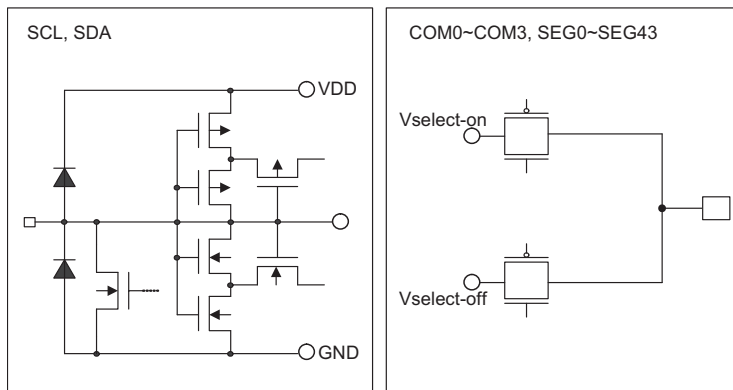 SCL, SDA
VDD
GND
COM0~COM3, SEG0~SEG43
Vselect-on
Vselect-off